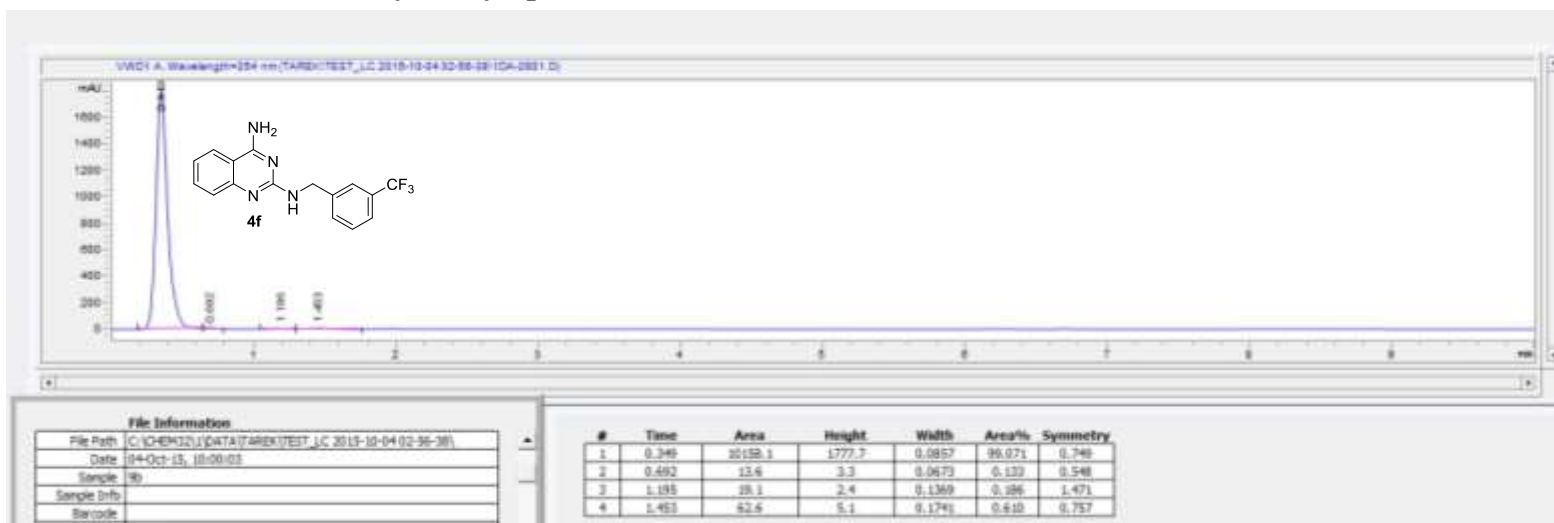 VWD1 A, Wavelength=254 nm (TAREK\TEST_LC 2015-10-04 02-56-38\
mAU
1600
1400
1200
1000
800
600
400
200
0
0.692
1.195
1.453
NH2
N
N
N
H
CF3
4f
1 2 3 4 5 6 7 8 9 min
File Information
File Path C:\CHEM32\1\DATA\TAREK\TEST_LC 2015-10-04 02-56-38\
Date 04-Oct-15, 10:00:03
Sample 9b
Sample Info
Barcode
# Time Area Height Width Area% Symmetry
1 0.349 10158.1 1777.7 0.0857 99.071 0.749
2 0.692 13.6 3.3 0.0673 0.133 0.548
3 1.195 19.1 2.4 0.1369 0.186 1.471
4 1.453 62.6 5.1 0.1741 0.610 0.757